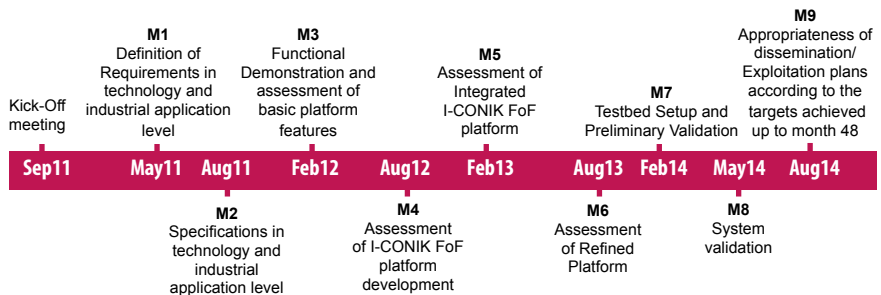 Kick-Off
meeting
M1
Definition of
Requirements in
technology and
industrial application
level
M3
Functional
Demonstration and
assessment of
basic platform
features
M5
Assessment of
Integrated
I-CONIK FoF
platform
M7
Testbed Setup and
Preliminary Validation
M9
Appropriateness of
dissemination/
Exploitation plans
according to the
targets achieved
up to month 48
Sep11 May11 Aug11 Feb12 Aug12 Feb13 Aug13 Feb14 May14 Aug14
M2
Specifications in
technology and
industrial
application level
M4
Assessment
of I-CONIK FoF
platform
development
M6
Assessment
of Refined
Platform
M8
System
validation